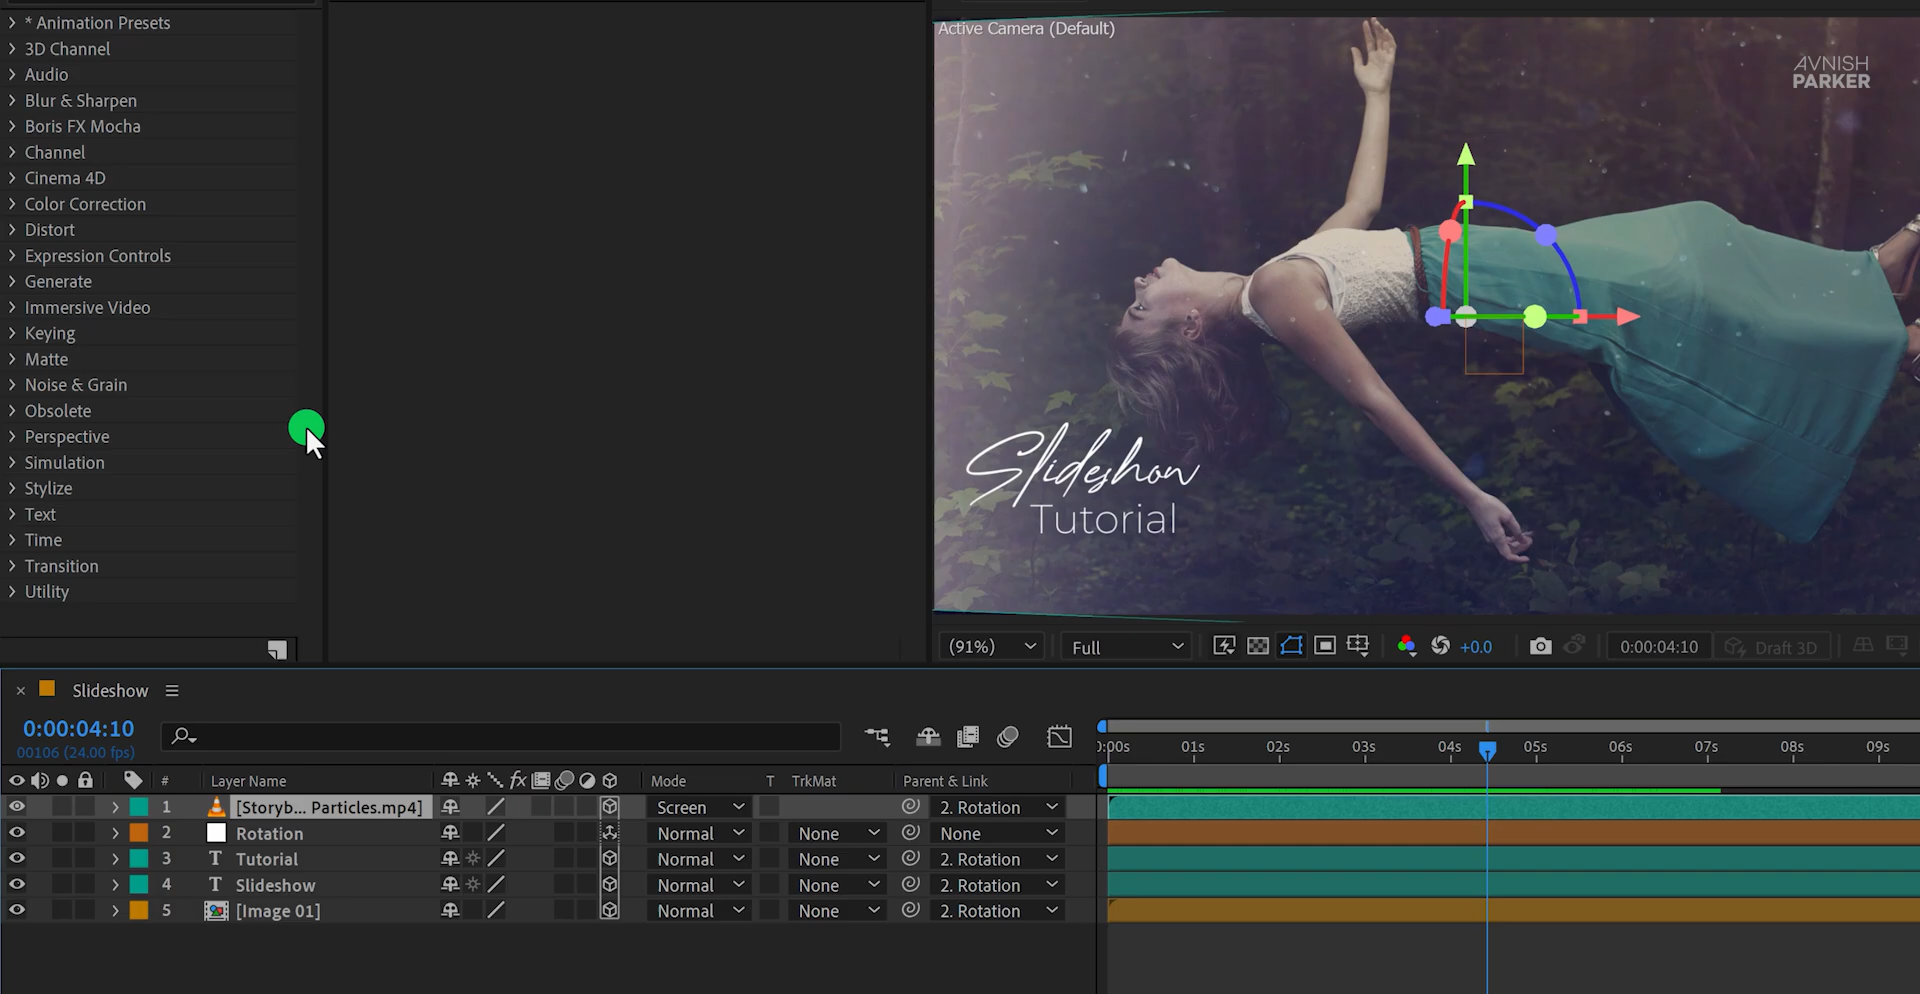 * Animation Presets
3D Channel
Audio
Blur & Sharpen
Boris FX Mocha
Channel
Cinema 4D
Color Correction
Distort
Expression Controls
Generate
Immersive Video
Keying
Matte
Noise & Grain
Obsolete
Perspective
Simulation
Stylize
Text
Time
Transition
Utility
Active Camera (Default)
AVNISH
PARKER
Slideshow
Tutorial
(91%) Full +0.0 0:00:04:10 Draft 3D
Slideshow
0:00:04:10
00106 (24.00 fps)
0:00s 01s 02s 03s 04s 05s 06s 07s 08s 09s
# Layer Name fx Mode T TrkMat Parent & Link
1 [Storyb... Particles.mp4] Screen 2. Rotation
2 Rotation Normal None None
3 T Tutorial Normal None 2. Rotation
4 T Slideshow Normal None 2. Rotation
5 [Image 01] Normal None 2. Rotation